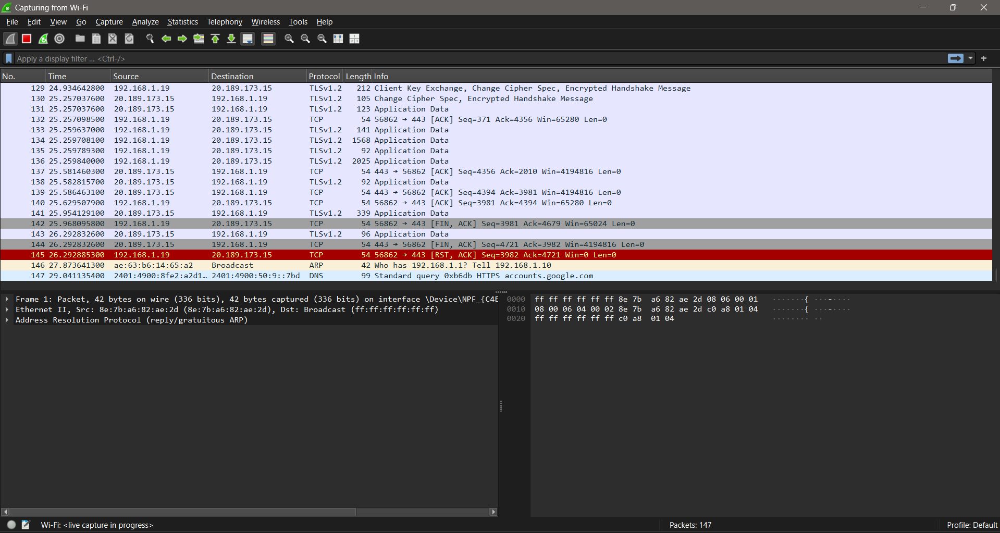 Capturing from Wi-Fi
File Edit View Go Capture Analyze Statistics Telephony Wireless Tools Help
Apply a display filter ... <Ctrl-/>
No. Time Source Destination Protocol Length Info
129 24.934642800 192.168.1.19 20.189.173.15 TLSv1.2 212 Client Key Exchange, Change Cipher Spec, Encrypted Handshake Message
130 25.257037600 20.189.173.15 192.168.1.19 TLSv1.2 105 Change Cipher Spec, Encrypted Handshake Message
131 25.257037600 20.189.173.15 192.168.1.19 TLSv1.2 123 Application Data
132 25.257098500 192.168.1.19 20.189.173.15 TCP 54 56862 → 443 [ACK] Seq=371 Ack=4356 Win=65280 Len=0
133 25.259637000 192.168.1.19 20.189.173.15 TLSv1.2 141 Application Data
134 25.259708100 192.168.1.19 20.189.173.15 TLSv1.2 1568 Application Data
135 25.259789300 192.168.1.19 20.189.173.15 TLSv1.2 92 Application Data
136 25.259840000 192.168.1.19 20.189.173.15 TLSv1.2 2025 Application Data
137 25.581460300 20.189.173.15 192.168.1.19 TCP 54 443 → 56862 [ACK] Seq=4356 Ack=2010 Win=4194816 Len=0
138 25.582815700 20.189.173.15 192.168.1.19 TLSv1.2 92 Application Data
139 25.586463100 20.189.173.15 192.168.1.19 TCP 54 443 → 56862 [ACK] Seq=4394 Ack=3981 Win=4194816 Len=0
140 25.629507900 192.168.1.19 20.189.173.15 TCP 54 56862 → 443 [ACK] Seq=3981 Ack=4394 Win=65280 Len=0
141 25.954129100 20.189.173.15 192.168.1.19 TLSv1.2 339 Application Data
142 25.968095800 192.168.1.19 20.189.173.15 TCP 54 56862 → 443 [FIN, ACK] Seq=3981 Ack=4679 Win=65024 Len=0
143 26.292832600 20.189.173.15 192.168.1.19 TLSv1.2 96 Application Data
144 26.292832600 20.189.173.15 192.168.1.19 TCP 54 443 → 56862 [FIN, ACK] Seq=4721 Ack=3982 Win=4194816 Len=0
145 26.292885300 192.168.1.19 20.189.173.15 TCP 54 56862 → 443 [RST, ACK] Seq=3982 Ack=4721 Win=0 Len=0
146 27.873641300 ae:63:b6:14:65:a2 Broadcast ARP 42 Who has 192.168.1.1? Tell 192.168.1.10
147 29.041135400 2401:4900:8fe2:a2d1… 2401:4900:50:9::7bd DNS 99 Standard query 0xb6db HTTPS accounts.google.com
Frame 1: Packet, 42 bytes on wire (336 bits), 42 bytes captured (336 bits) on interface \Device\NPF_{C4E
Ethernet II, Src: 8e:7b:a6:82:ae:2d (8e:7b:a6:82:ae:2d), Dst: Broadcast (ff:ff:ff:ff:ff:ff)
Address Resolution Protocol (reply/gratuitous ARP)
0000 ff ff ff ff ff ff 8e 7b a6 82 ae 2d 08 06 00 01 ·······{ ···-····
0010 08 00 06 04 00 02 8e 7b a6 82 ae 2d c0 a8 01 04 ·······{ ···-····
0020 ff ff ff ff ff ff c0 a8 01 04 ········ ··
Wi-Fi: <live capture in progress>
Packets: 147
Profile: Default